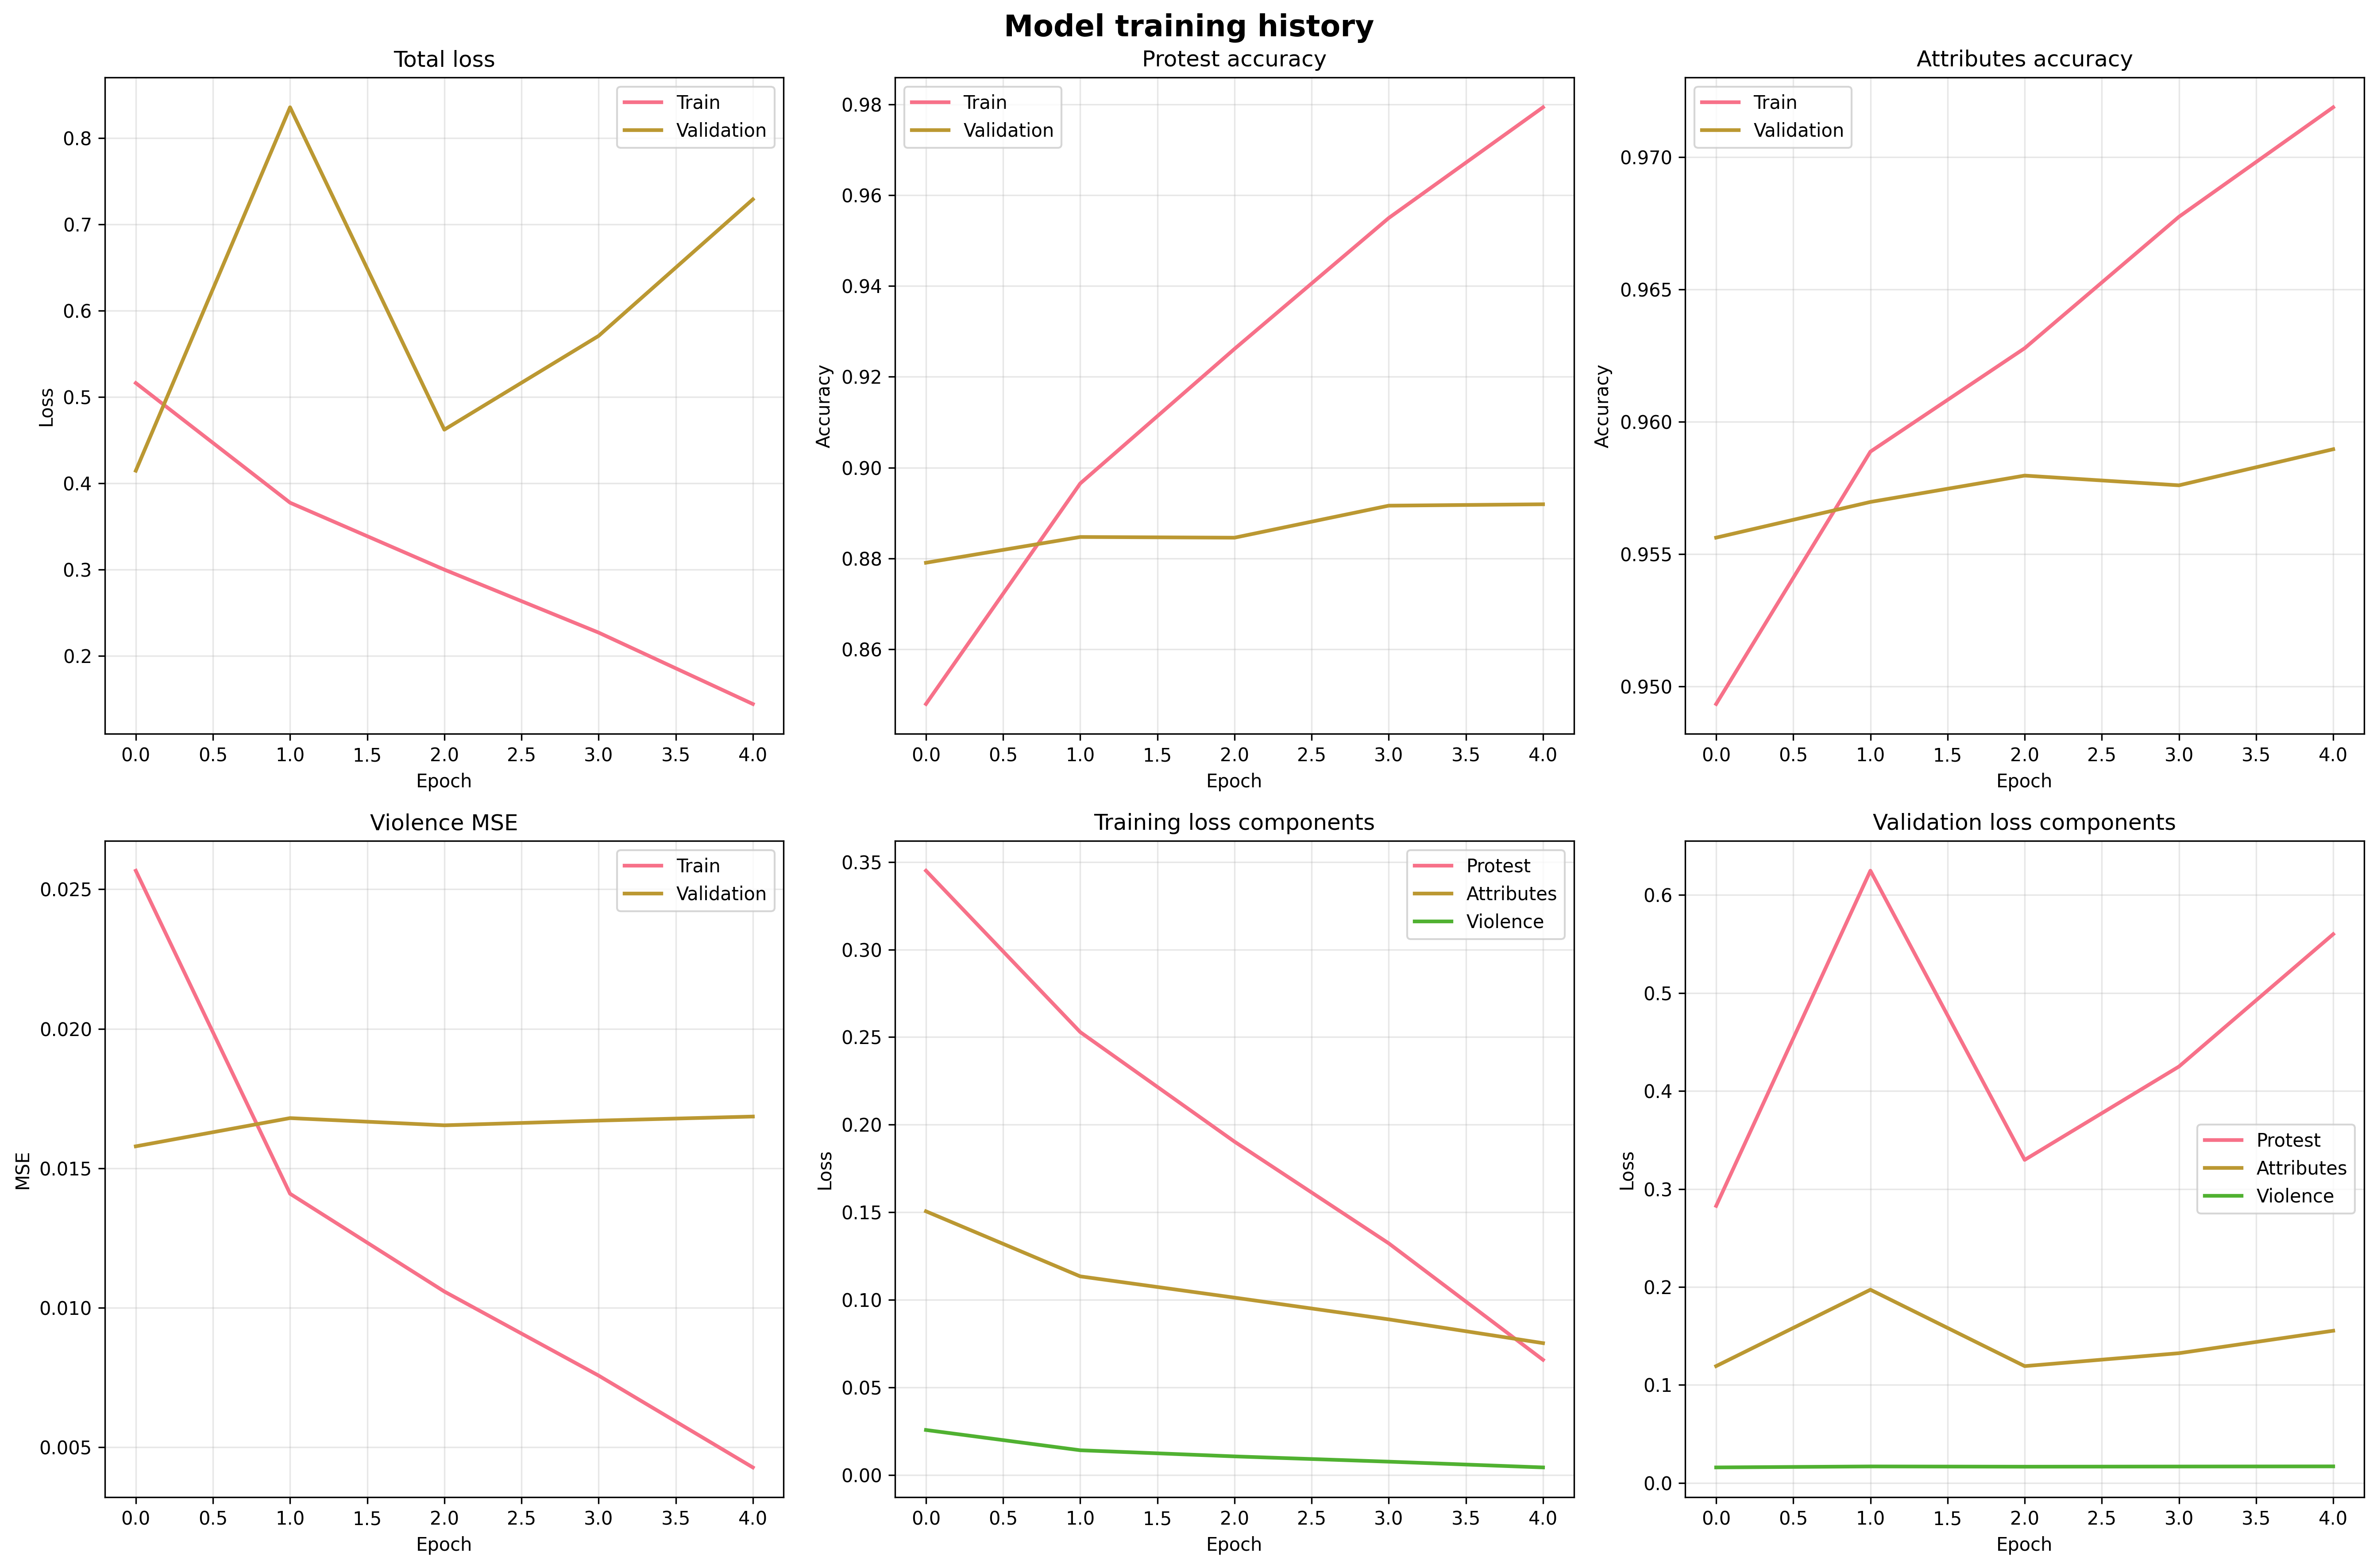 Model training history
Total loss
Train
Validation
Loss
0.8
0.7
0.6
0.5
0.4
0.3
0.2
0.0 0.5 1.0 1.5 2.0 2.5 3.0 3.5 4.0
Epoch
Protest accuracy
Train
Validation
Accuracy
0.98
0.96
0.94
0.92
0.90
0.88
0.86
0.0 0.5 1.0 1.5 2.0 2.5 3.0 3.5 4.0
Epoch
Attributes accuracy
Train
Validation
Accuracy
0.970
0.965
0.960
0.955
0.950
0.0 0.5 1.0 1.5 2.0 2.5 3.0 3.5 4.0
Epoch
Violence MSE
Train
Validation
MSE
0.025
0.020
0.015
0.010
0.005
0.0 0.5 1.0 1.5 2.0 2.5 3.0 3.5 4.0
Epoch
Training loss components
Protest
Attributes
Violence
Loss
0.35
0.30
0.25
0.20
0.15
0.10
0.05
0.00
0.0 0.5 1.0 1.5 2.0 2.5 3.0 3.5 4.0
Epoch
Validation loss components
Protest
Attributes
Violence
Loss
0.6
0.5
0.4
0.3
0.2
0.1
0.0
0.0 0.5 1.0 1.5 2.0 2.5 3.0 3.5 4.0
Epoch